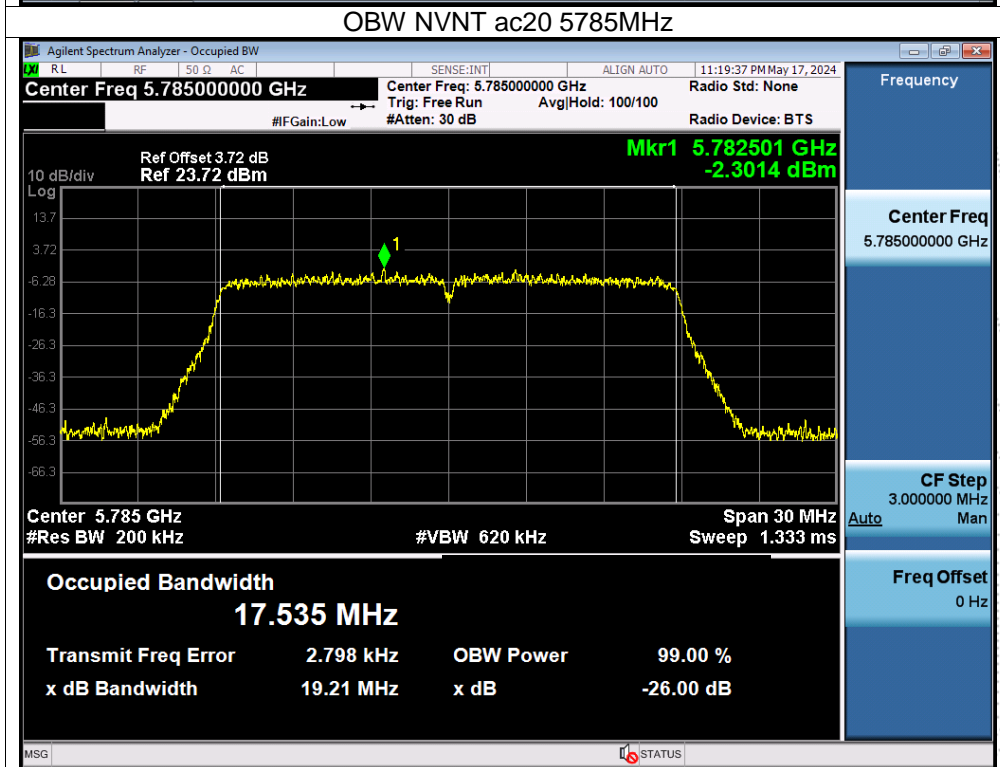 OBW NVNT ac20 5785MHz
Agilent Spectrum Analyzer - Occupied BW
LXI RL RF 50 Ω AC SENSE:INT ALIGN AUTO 11:19:37 PM May 17, 2024
Center Freq 5.785000000 GHz
Center Freq: 5.785000000 GHz Radio Std: None
Trig: Free Run Avg|Hold: 100/100
#IFGain:Low #Atten: 30 dB Radio Device: BTS
Frequency
Mkr1 5.782501 GHz
-2.3014 dBm
Ref Offset 3.72 dB
10 dB/div Ref 23.72 dBm
Log
13.7
3.72
-6.28
-16.3
-26.3
-36.3
-46.3
-56.3
-66.3
1
Center 5.785 GHz Span 30 MHz
#Res BW 200 kHz #VBW 620 kHz Sweep 1.333 ms
Occupied Bandwidth
17.535 MHz
Transmit Freq Error 2.798 kHz OBW Power 99.00 %
x dB Bandwidth 19.21 MHz x dB -26.00 dB
Center Freq
5.785000000 GHz
CF Step
3.000000 MHz
Auto Man
Freq Offset
0 Hz
MSG STATUS